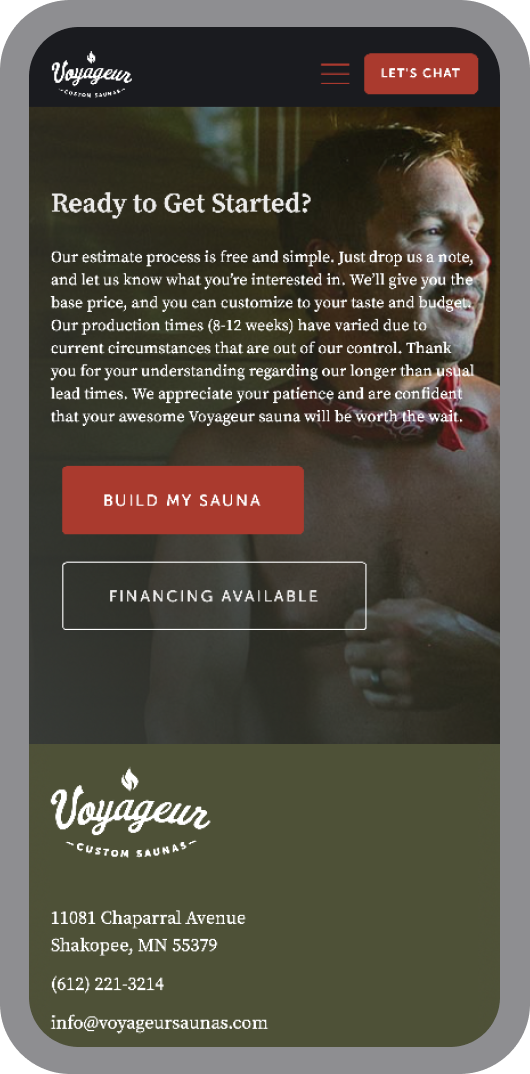 Voyageur
CUSTOM SAUNAS
LET'S CHAT
Ready to Get Started?
Our estimate process is free and simple. Just drop us a note,
and let us know what you're interested in. We'll give you the
base price, and you can customize to your taste and budget.
Our production times (8-12 weeks) have varied due to
current circumstances that are out of our control. Thank
you for your understanding regarding our longer than usual
lead times. We appreciate your patience and are confident
that your awesome Voyageur sauna will be worth the wait.
BUILD MY SAUNA
FINANCING AVAILABLE
Voyageur
CUSTOM SAUNAS
11081 Chaparral Avenue
Shakopee, MN 55379
(612) 221-3214
info@voyageursaunas.com